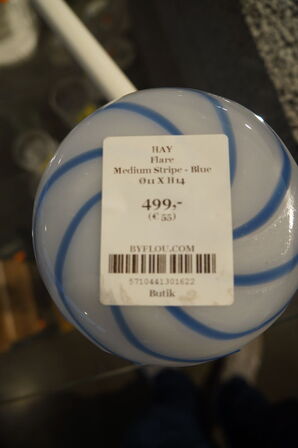 HAY
Flare
Medium Stripe - Blue
Ø11 X H14
499,-
(€ 55)
BYFLOU.COM
5710441301622
Butik